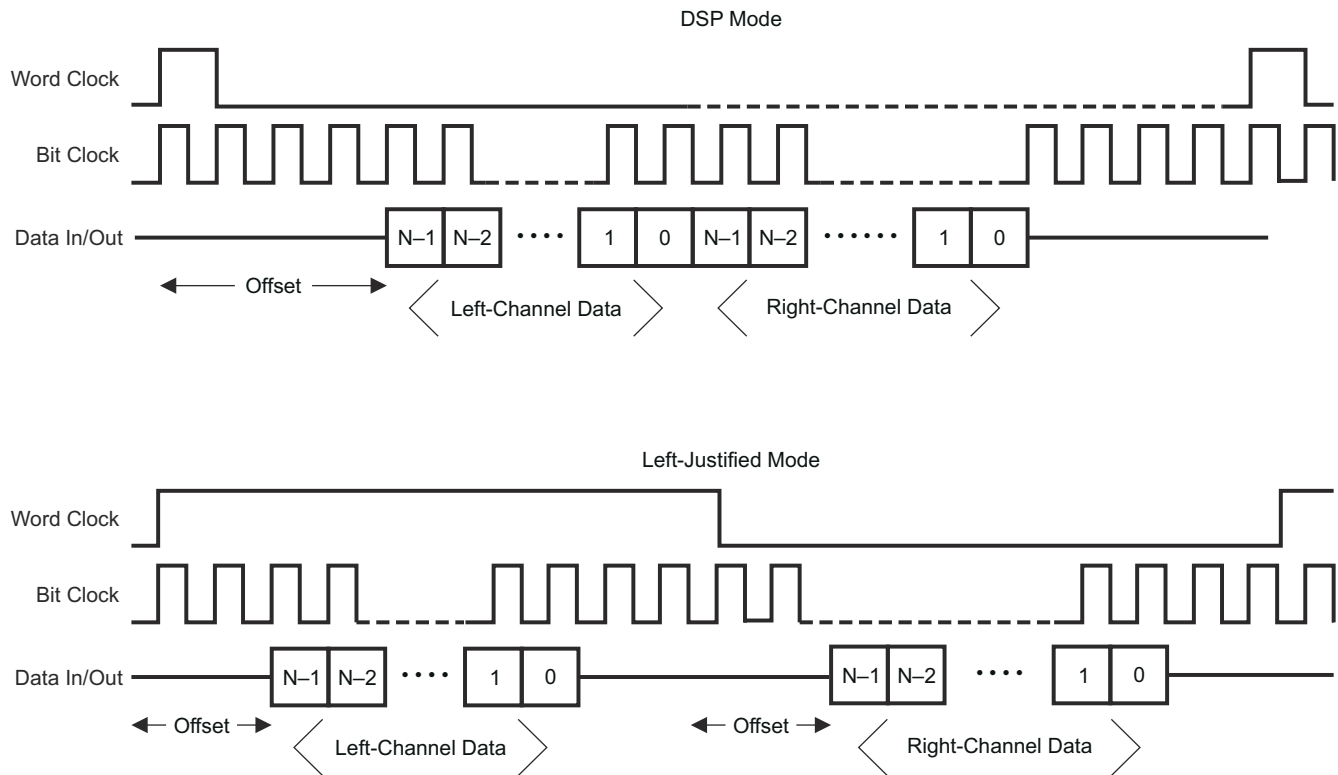 DSP Mode
Word Clock
Bit Clock
Data In/Out
N–1 N–2 •••• 1 0 N–1 N–2 •••••• 1 0
Offset
Left-Channel Data
Right-Channel Data
Left-Justified Mode
Word Clock
Bit Clock
Data In/Out
N–1 N–2 •••• 1 0 N–1 N–2 •••• 1 0
Offset
Offset
Left-Channel Data
Right-Channel Data